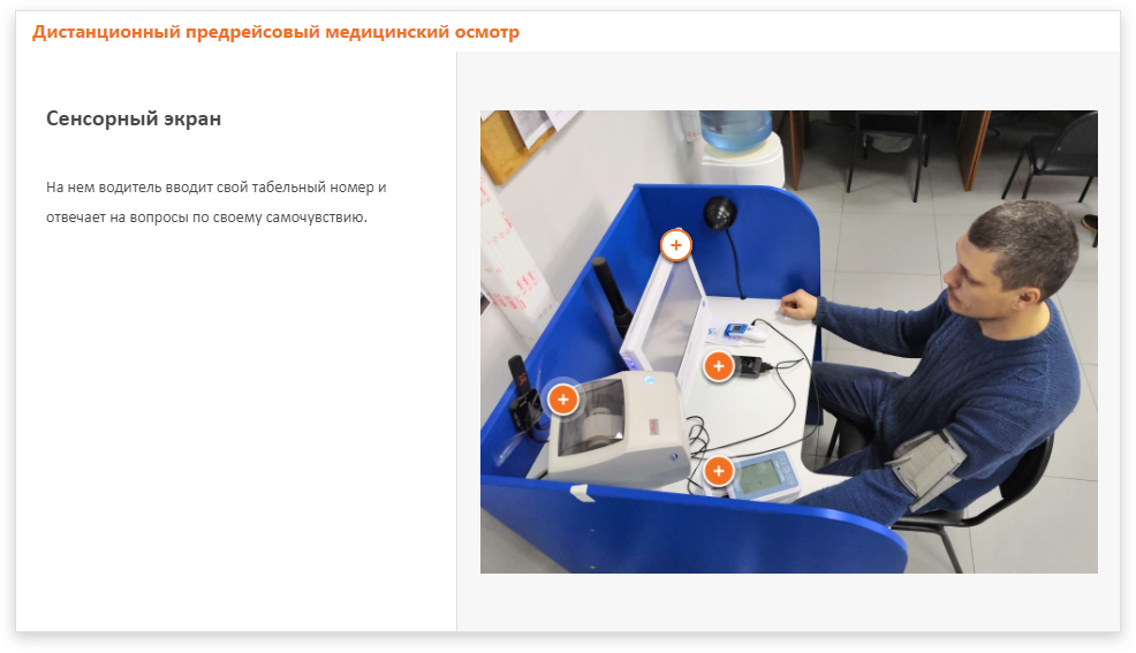 Дистанционный предрейсовый медицинский осмотр
Сенсорный экран
На нем водитель вводит свой табельный номер и
отвечает на вопросы по своему самочувствию.